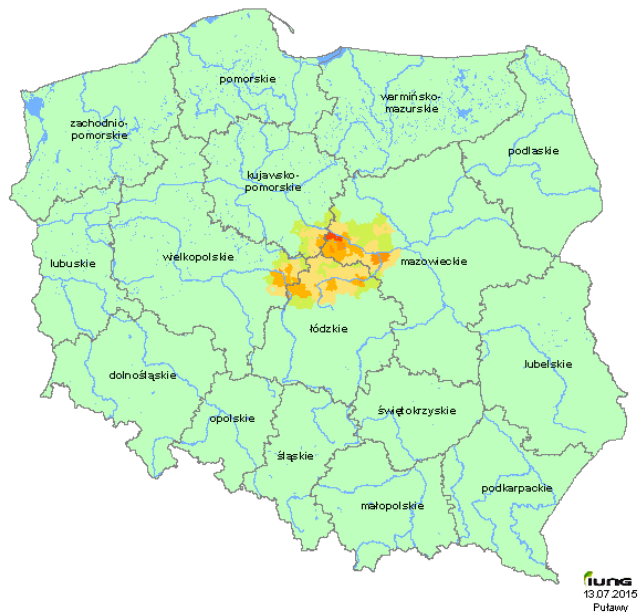 pomorskie
warmińsko-
mazurskie
zachodnio-
pomorskie
podlaskie
kujawsko-
pomorskie
lubuskie
wielkopolskie
mazowieckie
łódzkie
lubelskie
dolnośląskie
opolskie
świętokrzyskie
śląskie
podkarpackie
małopolskie
IUNG
13.07.2015
Puławy